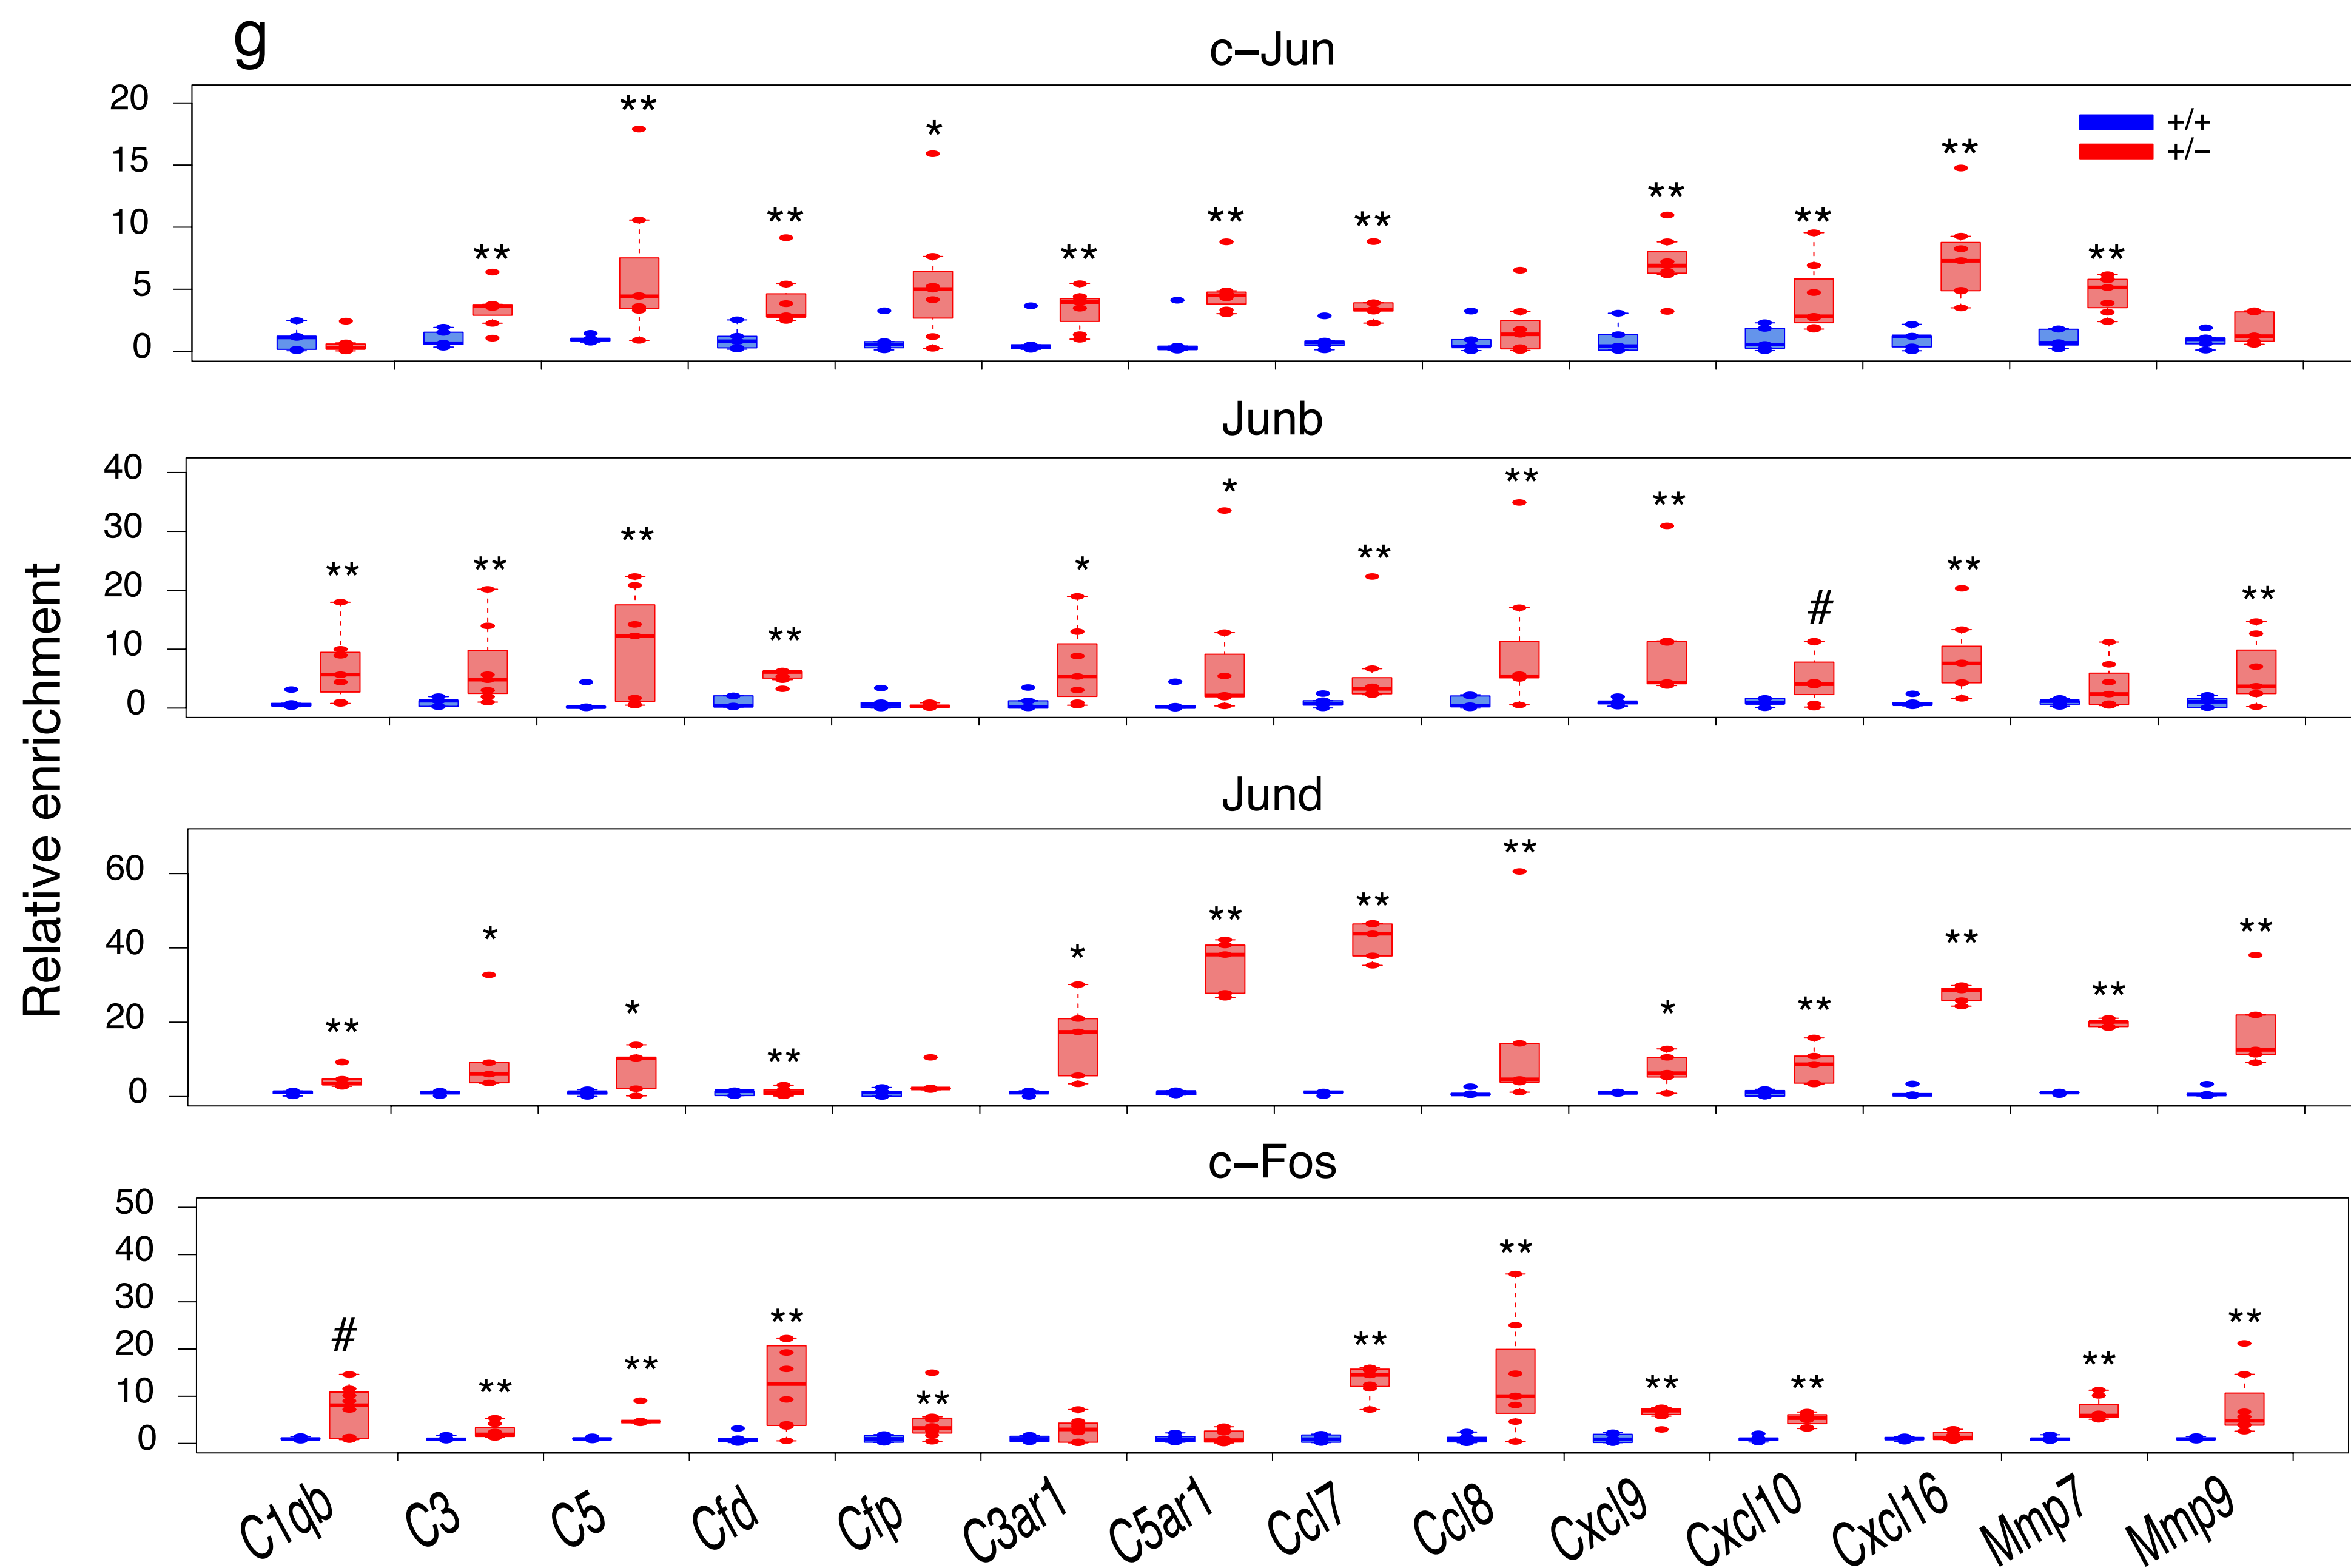 g
c–Jun
20
15
10
5
0
+/+
+/–
** ** ** * ** ** ** ** ** ** **
Junb
40
30
20
10
0
** ** ** ** * * ** ** ** # ** **
Jund
60
40
20
0
** * * ** * ** ** ** * ** ** ** **
c–Fos
50
40
30
20
10
0
# ** ** ** ** ** ** ** ** ** **
Relative enrichment
C1qb C3 C5 Cfd Cfp C3ar1 C5ar1 Ccl7 Ccl8 Cxcl9 Cxcl10 Cxcl16 Mmp7 Mmp9